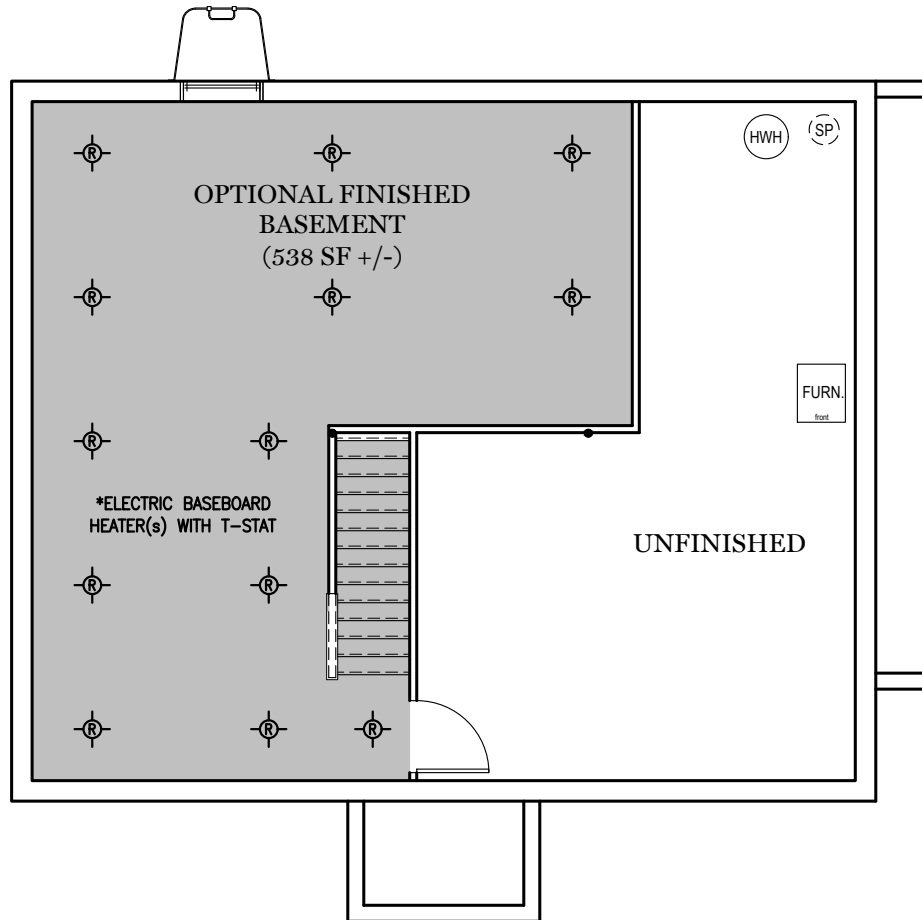 HWH
SP
R R R
OPTIONAL FINISHED
BASEMENT
(538 SF +/-)
R R R
FURN.
front
R R
*ELECTRIC BASEBOARD
HEATER(s) WITH T-STAT
UNFINISHED
R R
R R R